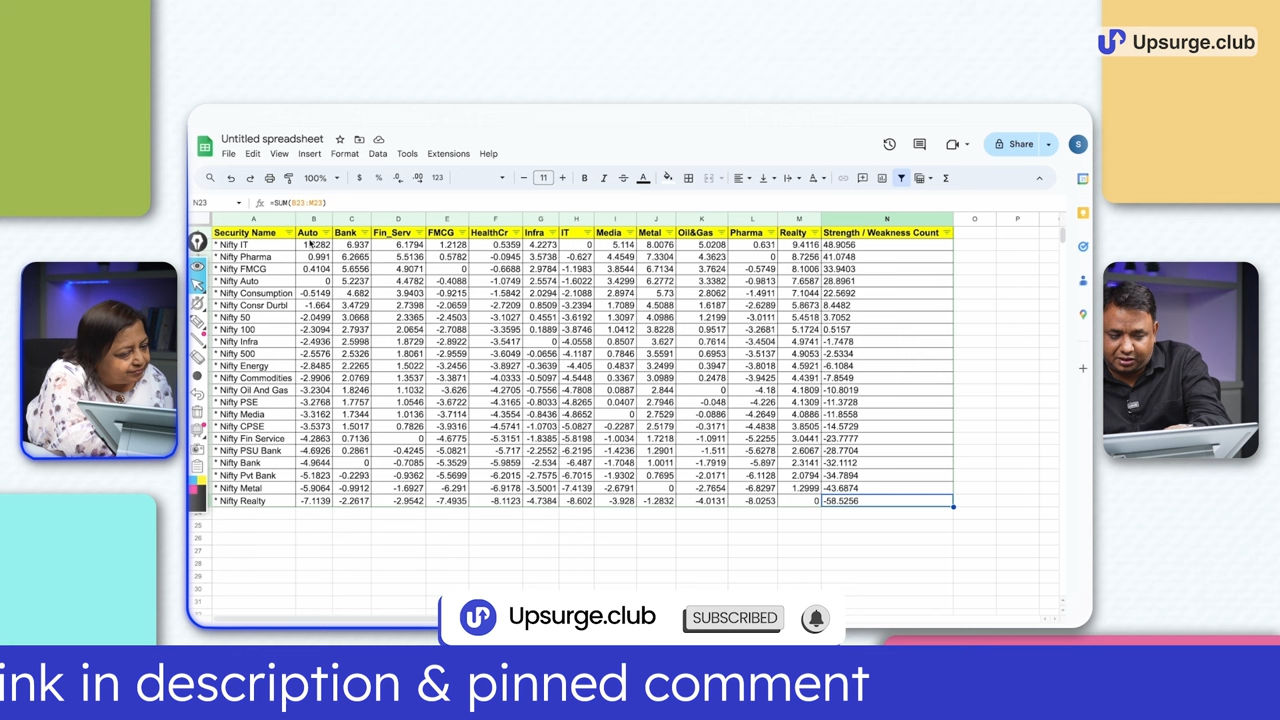 Upsurge.club
Untitled spreadsheet
File Edit View Insert Format Data Tools Extensions Help
Share
S
100% $ % .0 .00 123 11 B I S A Σ
N23 fx =SUM(B23:M23)
A B C D E F G H I J K L M N O P
Security Name Auto Bank Fin_Serv FMCG HealthCr Infra IT Media Metal Oil&Gas Pharma Realty Strength / Weakness Count
* Nifty IT 6.937 6.1794 1.2128 0.5359 4.2273 0 5.114 8.0076 5.0208 0.631 9.4116 48.9056
* Nifty Pharma 0.991 6.2665 5.5136 0.5782 -0.0945 3.5738 -0.627 4.4549 7.3304 4.3623 0 8.7256 41.0748
* Nifty FMCG 0.4104 5.6556 4.9071 0 -0.6688 2.9784 -1.1983 3.8544 6.7134 3.7624 -0.5749 8.1006 33.9403
* Nifty Auto 0 5.2237 4.4782 -0.4088 -1.0749 2.5574 -1.6022 3.4299 6.2772 3.3382 -0.9813 7.6587 28.8961
* Nifty Consumption -0.5149 4.682 3.9403 -0.9215 -1.5842 2.0294 -2.1088 2.8974 5.73 2.8062 -1.4911 7.1044 22.5692
* Nifty Consr Durbl -1.664 3.4729 2.7398 -2.0659 -2.7209 0.8509 -3.2394 1.7089 4.5088 1.6187 -2.6289 5.8673 8.4482
* Nifty 50 -2.0499 3.0668 2.3365 -2.4503 -3.1027 0.4551 -3.6192 1.3097 4.0986 1.2199 -3.0111 5.4518 3.7052
* Nifty 100 -2.3094 2.7937 2.0654 -2.7088 -3.3595 0.1889 -3.8746 1.0412 3.8228 0.9517 -3.2681 5.1724 0.5157
* Nifty Infra -2.4936 2.5998 1.8729 -2.8922 -3.5417 0 -4.0558 0.8507 3.627 0.7614 -3.4504 4.9741 -1.7478
* Nifty 500 -2.5576 2.5326 1.8061 -2.9559 -3.6049 -0.0656 -4.1187 0.7846 3.5591 0.6953 -3.5137 4.9053 -2.5334
* Nifty Energy -2.8485 2.2265 1.5022 -3.2456 -3.8927 -0.3639 -4.405 0.4837 3.2499 0.3947 -3.8018 4.5921 -6.1084
* Nifty Commodities -2.9906 2.0769 1.3537 -3.3871 -4.0333 -0.5097 -4.5448 0.3367 3.0989 0.2478 -3.9425 4.4391 -7.8549
* Nifty Oil And Gas -3.2304 1.8246 1.1032 -3.626 -4.2705 -0.7556 -4.7808 0.0887 2.844 0 -4.18 4.1809 -10.8019
* Nifty PSE -3.2768 1.7757 1.0546 -3.6722 -4.3165 -0.8033 -4.8265 0.0407 2.7946 -0.048 -4.226 4.1309 -11.3728
* Nifty Media -3.3162 1.7344 1.0136 -3.7114 -4.3554 -0.8436 -4.8652 0 2.7529 -0.0886 -4.2649 4.0886 -11.8558
* Nifty CPSE -3.5373 1.5017 0.7826 -3.9316 -4.5741 -1.0703 -5.0827 -0.2287 2.5179 -0.3171 -4.4838 3.8505 -14.5729
* Nifty Fin Service -4.2863 0.7136 0 -4.6775 -5.3151 -1.8385 -5.8198 1.7218 -1.0911 -5.2255 3.0441 -23.7777
* Nifty PSU Bank -4.6926 0.2861 -0.4245 -5.0821 -5.717 -2.2552 -6.2195 -1.4236 1.2901 -1.511 -5.6278 2.6067 -28.7704
* Nifty Bank -4.9644 0 -0.7085 -5.3529 -5.9859 -2.534 -6.487 -1.7048 1.0011 -1.7919 -5.897 2.3141 -32.1112
* Nifty Pvt Bank -5.1823 -0.2293 -0.9362 -5.5699 -6.2015 -2.7575 -6.7015 -1.9302 0.7695 -2.0171 -6.1128 2.0794 -34.7894
* Nifty Metal -5.9064 -0.9912 -1.6927 -6.291 -6.9178 -3.5001 -7.4139 -2.6791 0 -2.7654 -6.8297 1.2999 -43.6874
* Nifty Realty -7.1139 -2.2617 -2.9542 -7.4935 -8.1123 -4.7384 -8.602 -3.928 -1.2832 -4.0131 -8.0253 0 -58.5256
25
26
27
28
29
30
31
Upsurge.club SUBSCRIBED
ink in description & pinned comment